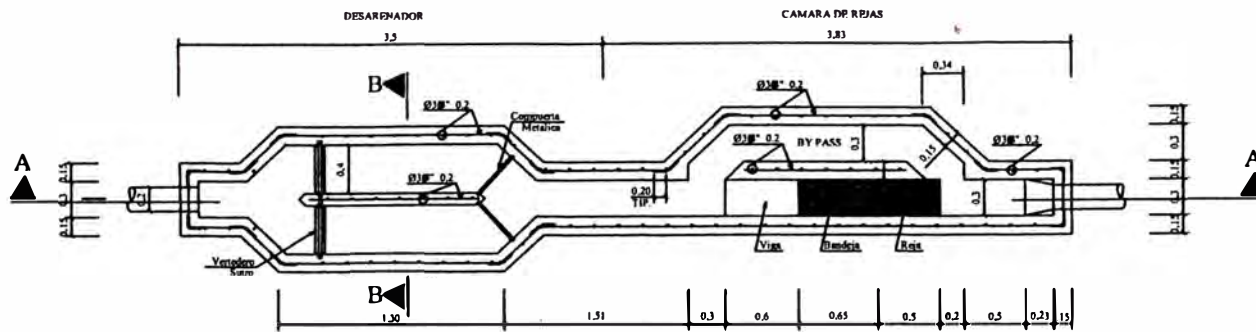 DESARENADOR
CAMARA DE REJAS
3,5
3,83
0,34
B
Ø3/8" 0,2
Ø3/8" 0,2
Compuerta
Metalica
Ø3/8" 0,2
BY PASS
Ø3/8" 0,2
0,15
0,3
0,15
0,3
0,15
A
0,15
0,3
0,15
0,2
0,4
Ø3/8" 0,2
0,20
TIP.
0,3
A
Vertedero
Sutro
Viga
Bandeja
Reja
B
1,30
1,51
0,3
0,6
0,65
0,5
0,2
0,5
0,23
15